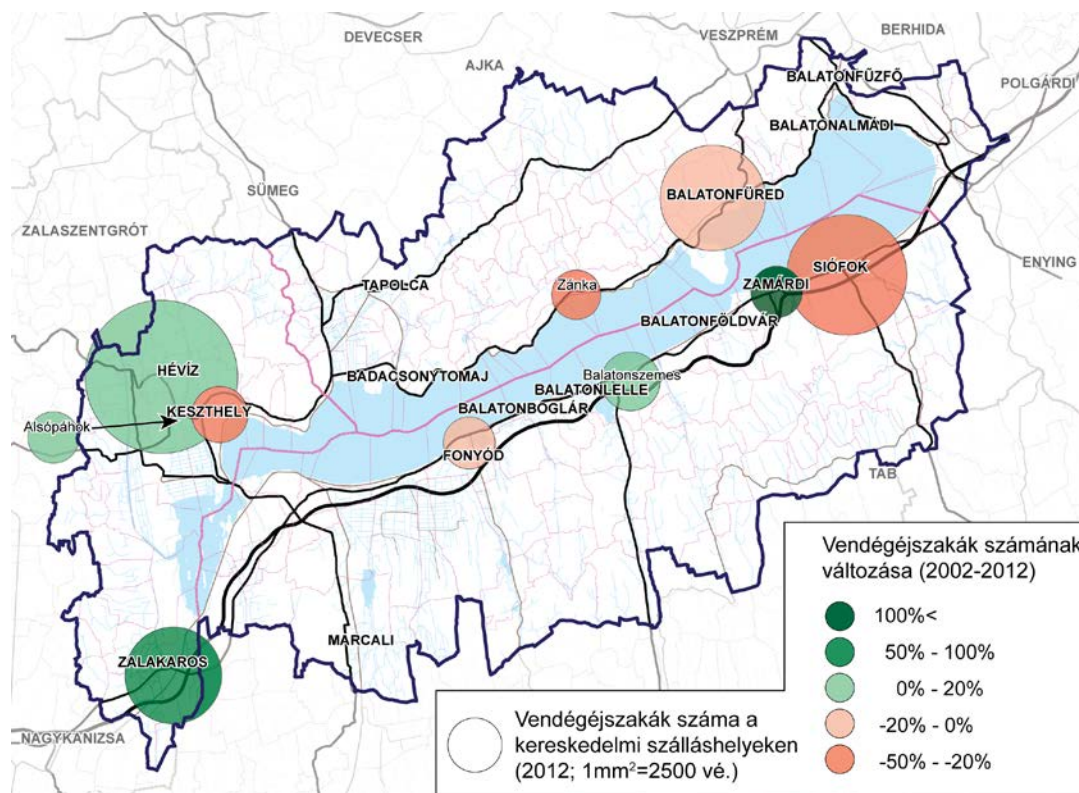 DEVECSER
VESZPRÉM
BERHIDA
AJKA
BALATONFŰZFŐ
POLGÁRDI
BALATONALMÁDI
SÜMEG
BALATONFÜRED
ZALASZENTGRÓT
ENYING
SIÓFOK
TAPOLCA
Zánka
ZAMÁRDI
BALATONFÖLDVÁR
HÉVÍZ
BADACSONYTOMAJ
Balatonszemes
BALATONLELLE
KESZTHELY
BALATONBOGLÁR
Alsópáhok
FONYÓD
TAB
MARCALI
ZALAKAROS
NAGYKANIZSA
Vendégéjszakák számának
változása (2002-2012)
100%<
50% - 100%
0% - 20%
-20% - 0%
-50% - -20%
Vendégéjszakák száma a
kereskedelmi szálláshelyeken
(2012; 1mm²=2500 vé.)